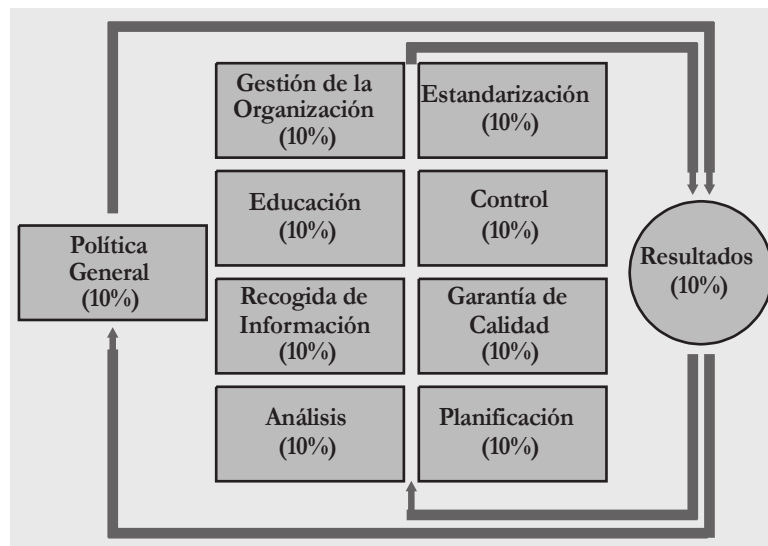 Gestión de la
Organización
(10%)
Estandarización
(10%)
Educación
(10%)
Control
(10%)
Política
General
(10%)
Resultados
(10%)
Recogida de
Información
(10%)
Garantía de
Calidad
(10%)
Análisis
(10%)
Planificación
(10%)